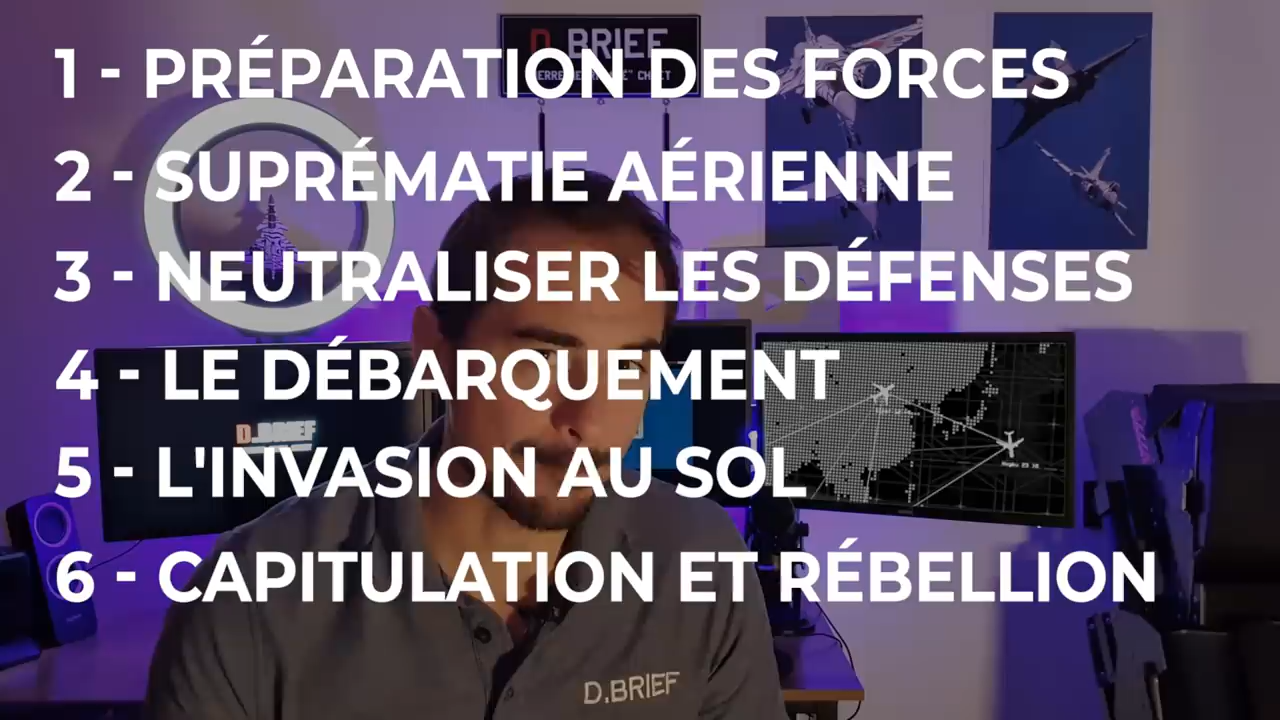 D.BRIEF
1 - PRÉPARATION DES FORCES
2 - SUPRÉMATIE AÉRIENNE
3 - NEUTRALISER LES DÉFENSES
4 - LE DÉBARQUEMENT
5 - L'INVASION AU SOL
6 - CAPITULATION ET RÉBELLION
D.BRIEF
D.BRIEF